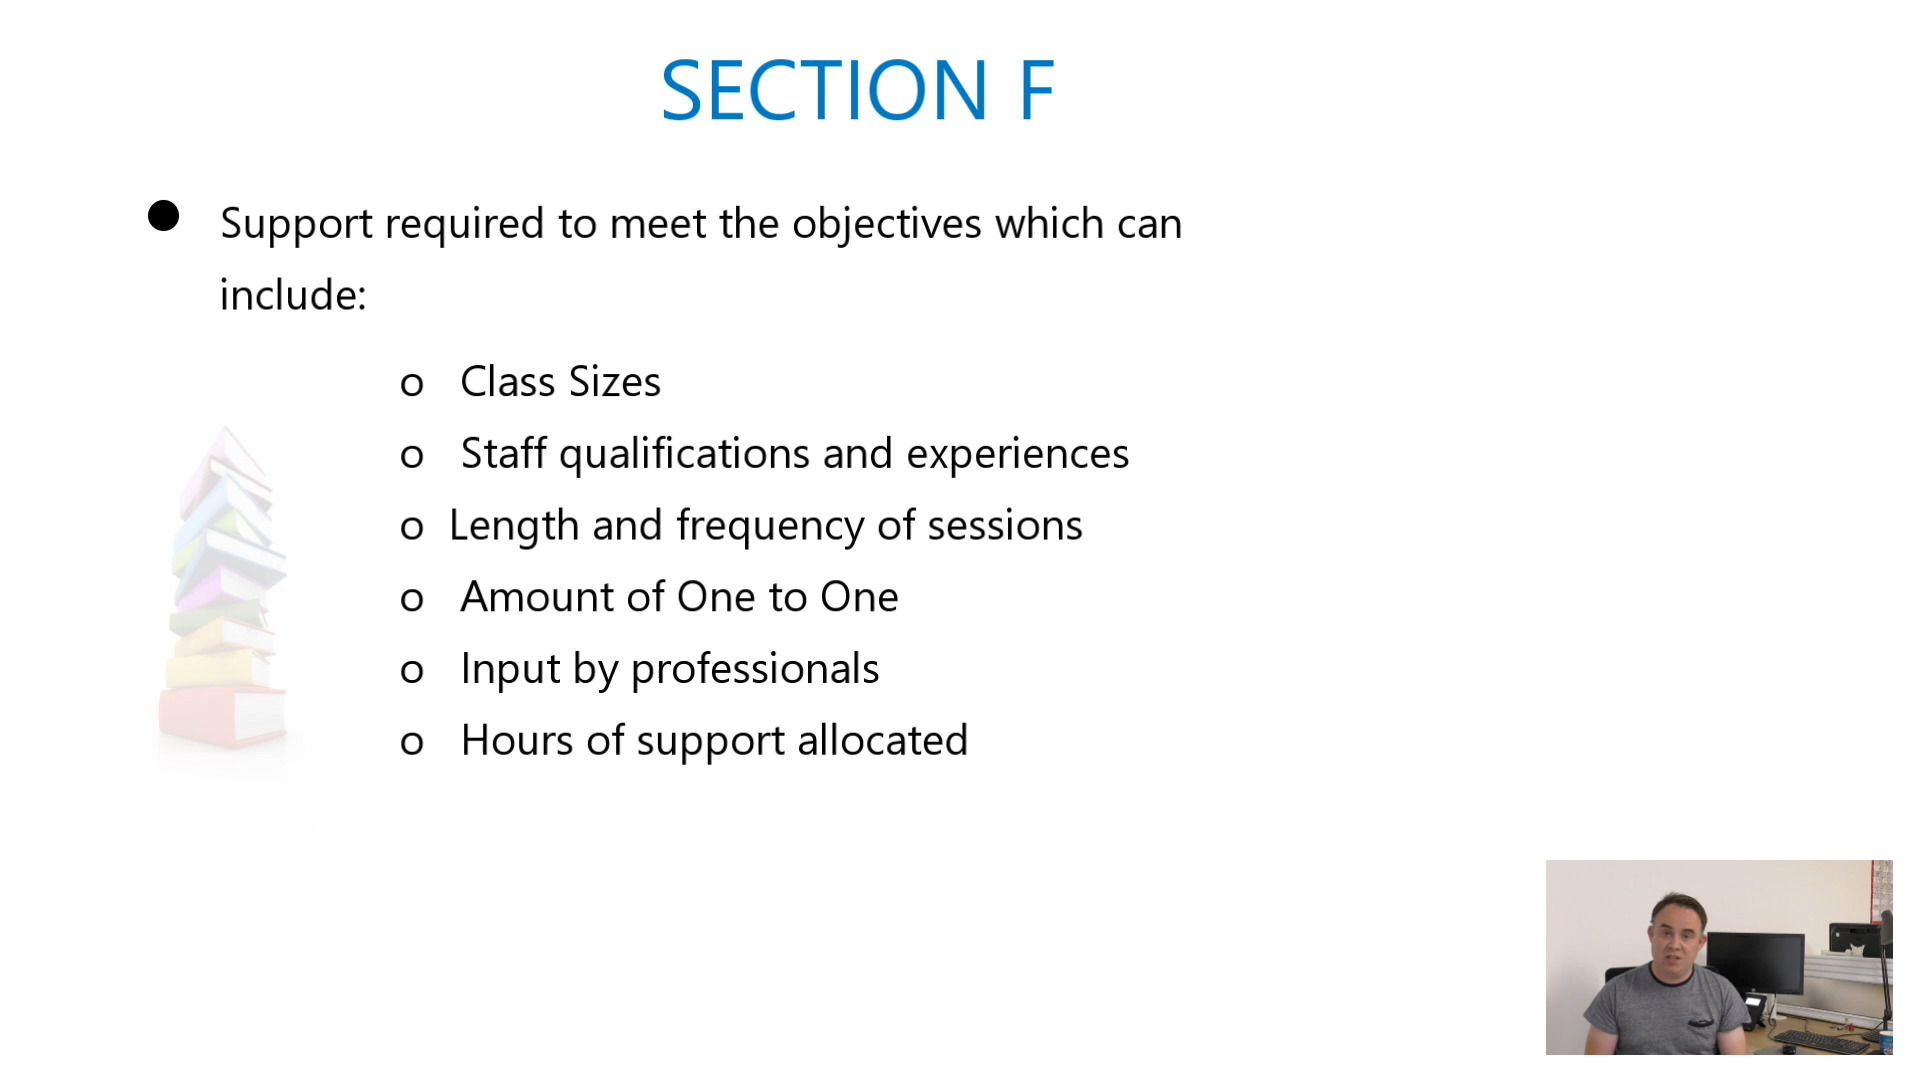 SECTION F
● Support required to meet the objectives which can
include:
o Class Sizes
o Staff qualifications and experiences
o Length and frequency of sessions
o Amount of One to One
o Input by professionals
o Hours of support allocated